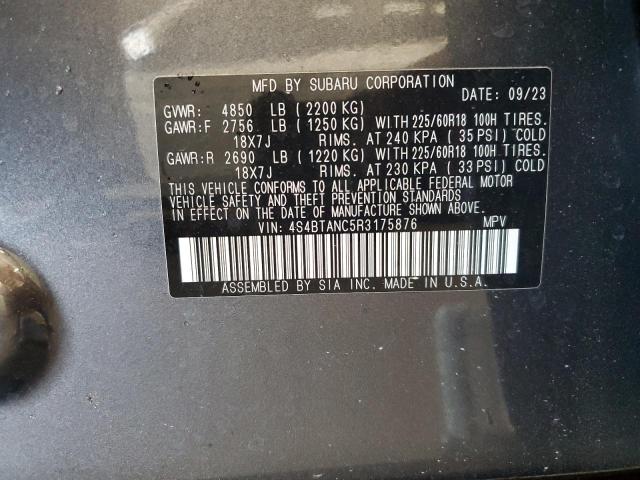 MFD BY SUBARU CORPORATION
DATE: 09/23
GVWR: 4850 LB ( 2200 KG)
GAWR:F 2756 LB ( 1250 KG) WITH 225/60R18 100H TIRES.
18X7J RIMS. AT 240 KPA ( 35 PSI) COLD
GAWR:R 2690 LB ( 1220 KG) WITH 225/60R18 100H TIRES.
18X7J RIMS. AT 230 KPA ( 33 PSI) COLD
THIS VEHICLE CONFORMS TO ALL APPLICABLE FEDERAL MOTOR
VEHICLE SAFETY AND THEFT PREVENTION STANDARDS
IN EFFECT ON THE DATE OF MANUFACTURE SHOWN ABOVE.
VIN: 4S4BTANC5R3175876 MPV
ASSEMBLED BY SIA INC. MADE IN U.S.A.